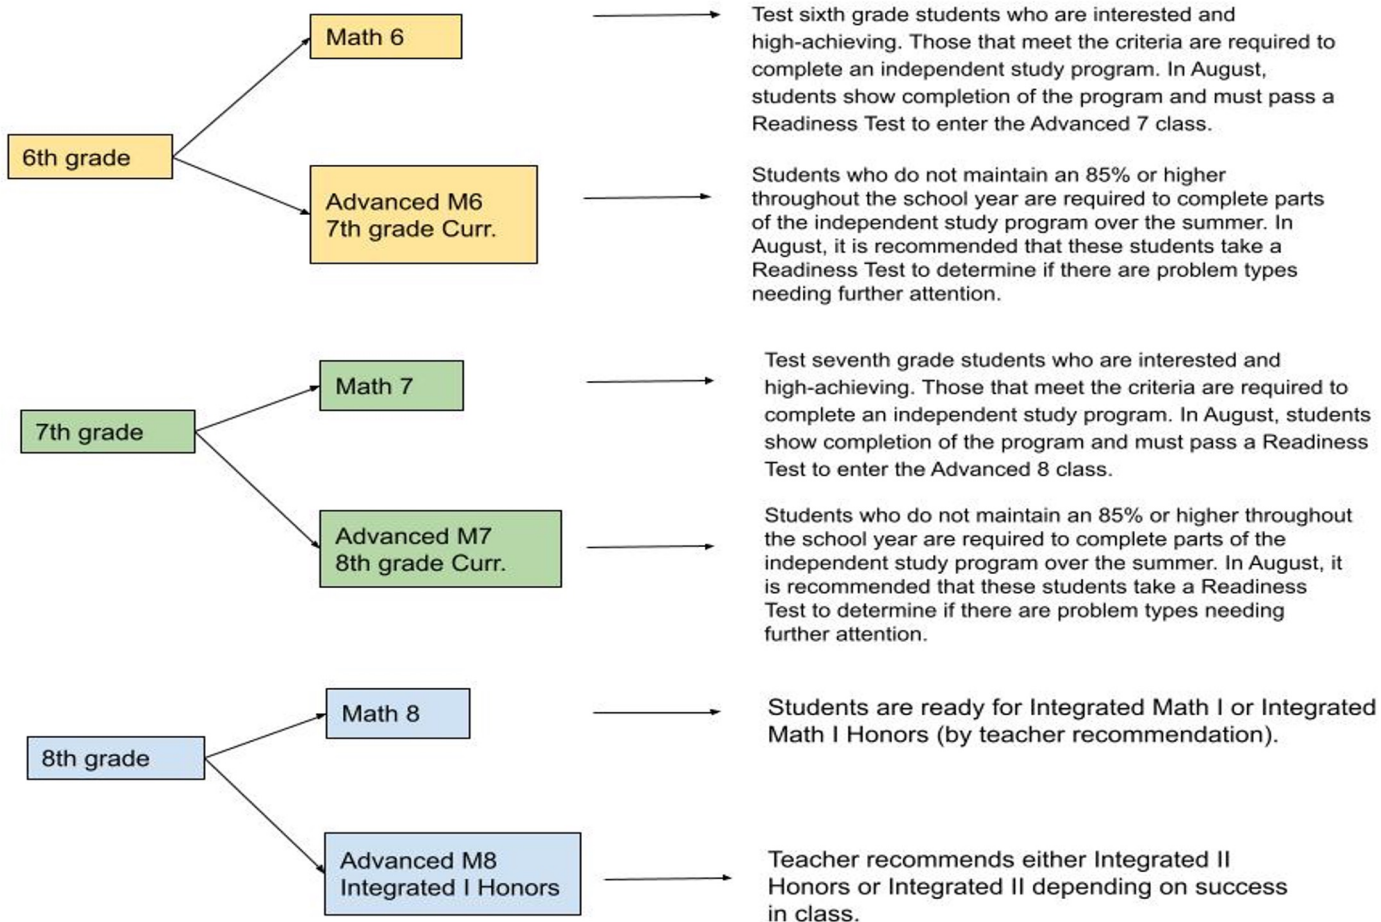 Math 6
Test sixth grade students who are interested and
high-achieving. Those that meet the criteria are required to
complete an independent study program. In August,
students show completion of the program and must pass a
Readiness Test to enter the Advanced 7 class.
6th grade
Advanced M6
7th grade Curr.
Students who do not maintain an 85% or higher
throughout the school year are required to complete parts
of the independent study program over the summer. In
August, it is recommended that these students take a
Readiness Test to determine if there are problem types
needing further attention.
Math 7
Test seventh grade students who are interested and
high-achieving. Those that meet the criteria are required to
complete an independent study program. In August, students
show completion of the program and must pass a Readiness
Test to enter the Advanced 8 class.
7th grade
Advanced M7
8th grade Curr.
Students who do not maintain an 85% or higher throughout
the school year are required to complete parts of the
independent study program over the summer. In August, it
is recommended that these students take a Readiness
Test to determine if there are problem types needing
further attention.
Math 8
Students are ready for Integrated Math I or Integrated
Math I Honors (by teacher recommendation).
8th grade
Advanced M8
Integrated I Honors
Teacher recommends either Integrated II
Honors or Integrated II depending on success
in class.